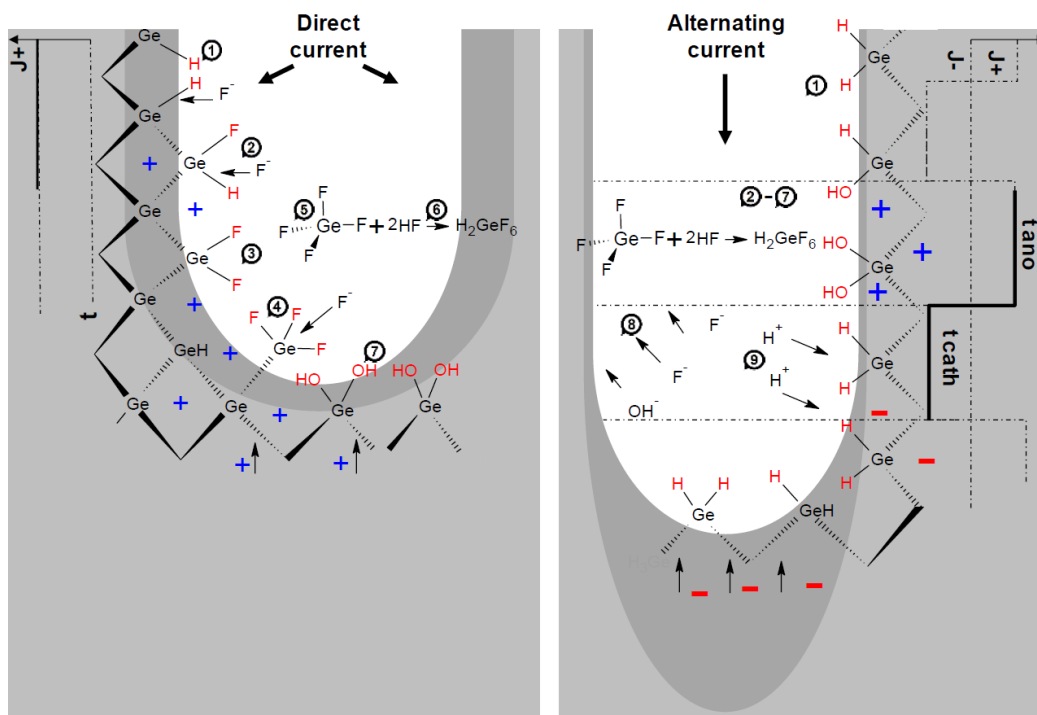 Direct
current
J+
t
Ge
H
1
H
F-
Ge
F
2
+
Ge
F-
H
+
Ge
F
3
F
5
Ge
F
+
2HF
6
H2GeF6
F
Ge
F
+
Ge
4
F-
F
F
GeH
+
Ge
F
7
HO
OH
HO
OH
Ge
+
Ge
+
Ge
Ge
+
+
Alternating
current
J-
J+
H
Ge
H
1
H
Ge
2
-
7
HO
+
F
Ge
F
+
2HF
H2GeF6
F
HO
Ge
+
HO
+
t ano
8
F-
H+
H
9
Ge
F-
H+
H
t cath
OH-
-
H
Ge
-
H
H
H
H
Ge
GeH
-
-
-